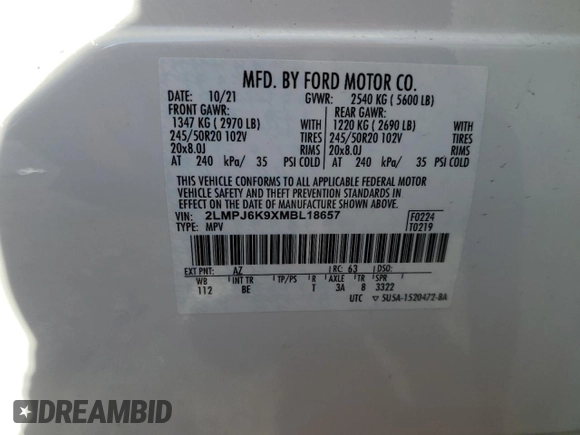 MFD. BY FORD MOTOR CO.
DATE: 10/21 GVWR: 2540 KG ( 5600 LB)
FRONT GAWR: REAR GAWR:
1347 KG ( 2970 LB) 1220 KG ( 2690 LB)
245/50R20 102V TIRES 245/50R20 102V TIRES
20x8.0J RIMS 20x8.0J RIMS
AT 240 kPa/ 35 PSI COLD AT 240 kPa/ 35 PSI COLD
THIS VEHICLE CONFORMS TO ALL APPLICABLE FEDERAL MOTOR
VEHICLE SAFETY AND THEFT PREVENTION STANDARDS IN
EFFECT ON THE DATE OF MANUFACTURE SHOWN ABOVE.
VIN: 2LMPJ6K9XMBL18657 F0224
TYPE: MPV T0219
EXT PNT: AZ RC: 63 DSO:
WB INT TR TP/PS R AXLE TR SPR
112 BE T 3A 8 3322
UTC ▽ 5U5A-1520472-BA
DREAMBID